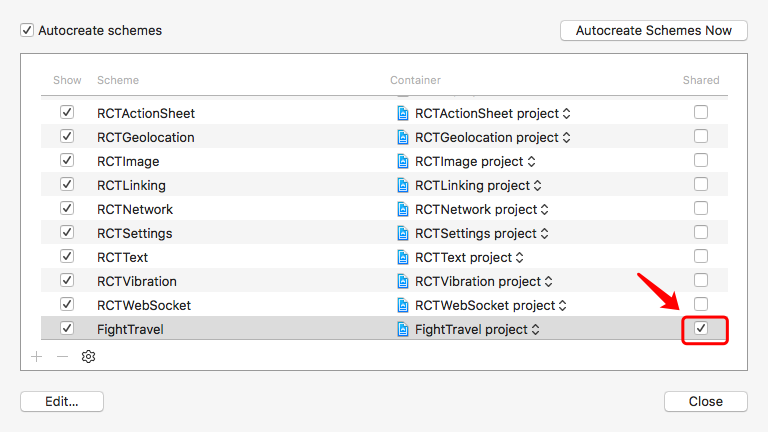 Autocreate schemes Autocreate Schemes Now
Show Scheme Container Shared
RCTActionSheet RCTActionSheet project
RCTGeolocation RCTGeolocation project
RCTImage RCTImage project
RCTLinking RCTLinking project
RCTNetwork RCTNetwork project
RCTSettings RCTSettings project
RCTText RCTText project
RCTVibration RCTVibration project
RCTWebSocket RCTWebSocket project
FightTravel FightTravel project
Edit... Close